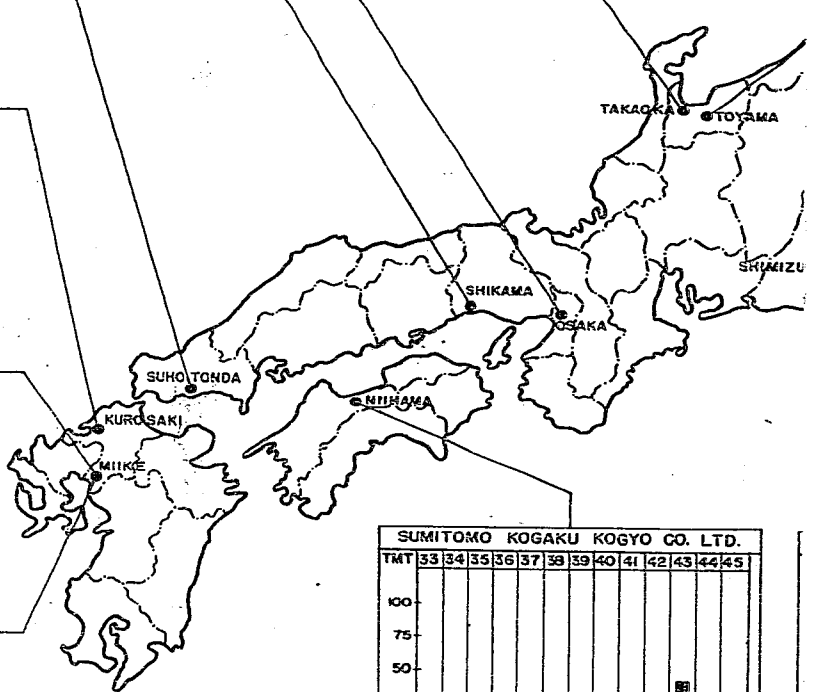 TAKAOKA
TOYAMA
SHIMIZU
SHIKAMA
OSAKA
SUHO TONDA
NIIHAMA
KUROSAKI
MIIKE
SUMITOMO KOGAKU KOGYO CO. LTD.
TMT 33 34 35 36 37 38 39 40 41 42 43 44 45
100
75
50